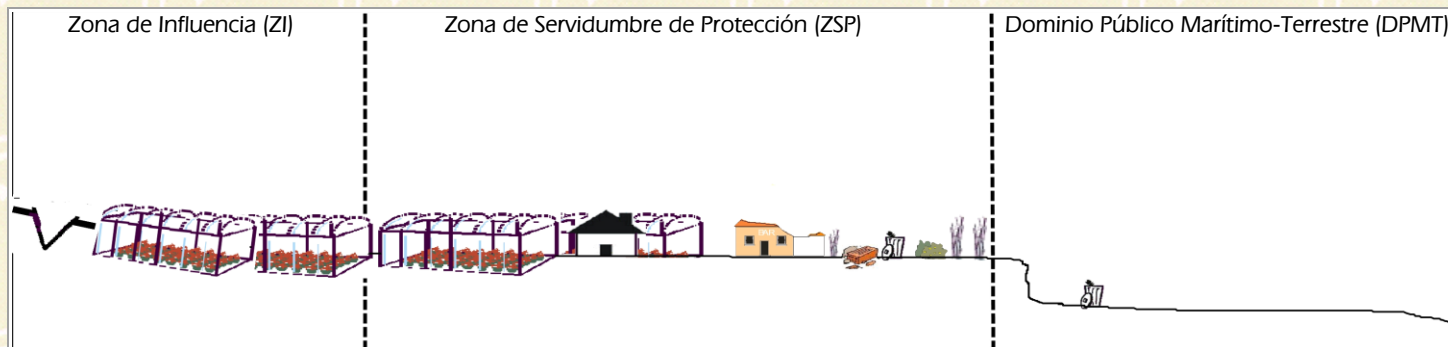 Zona de Influencia (ZI)
Zona de Servidumbre de Protección (ZSP)
Dominio Público Marítimo-Terrestre (DPMT)